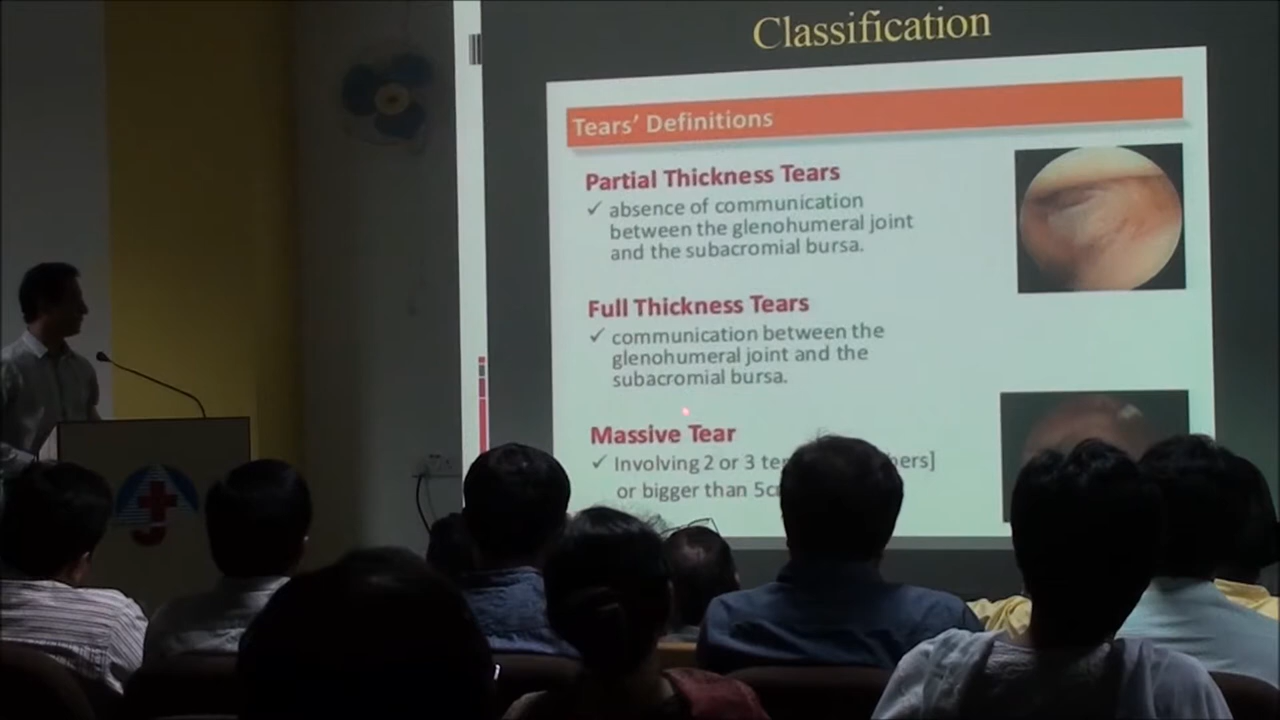 Classification
Tears' Definitions
Partial Thickness Tears
✓ absence of communication
between the glenohumeral joint
and the subacromial bursa.
Full Thickness Tears
✓ communication between the
glenohumeral joint and the
subacromial bursa.
Massive Tear
✓ Involving 2 or 3
or bigger than